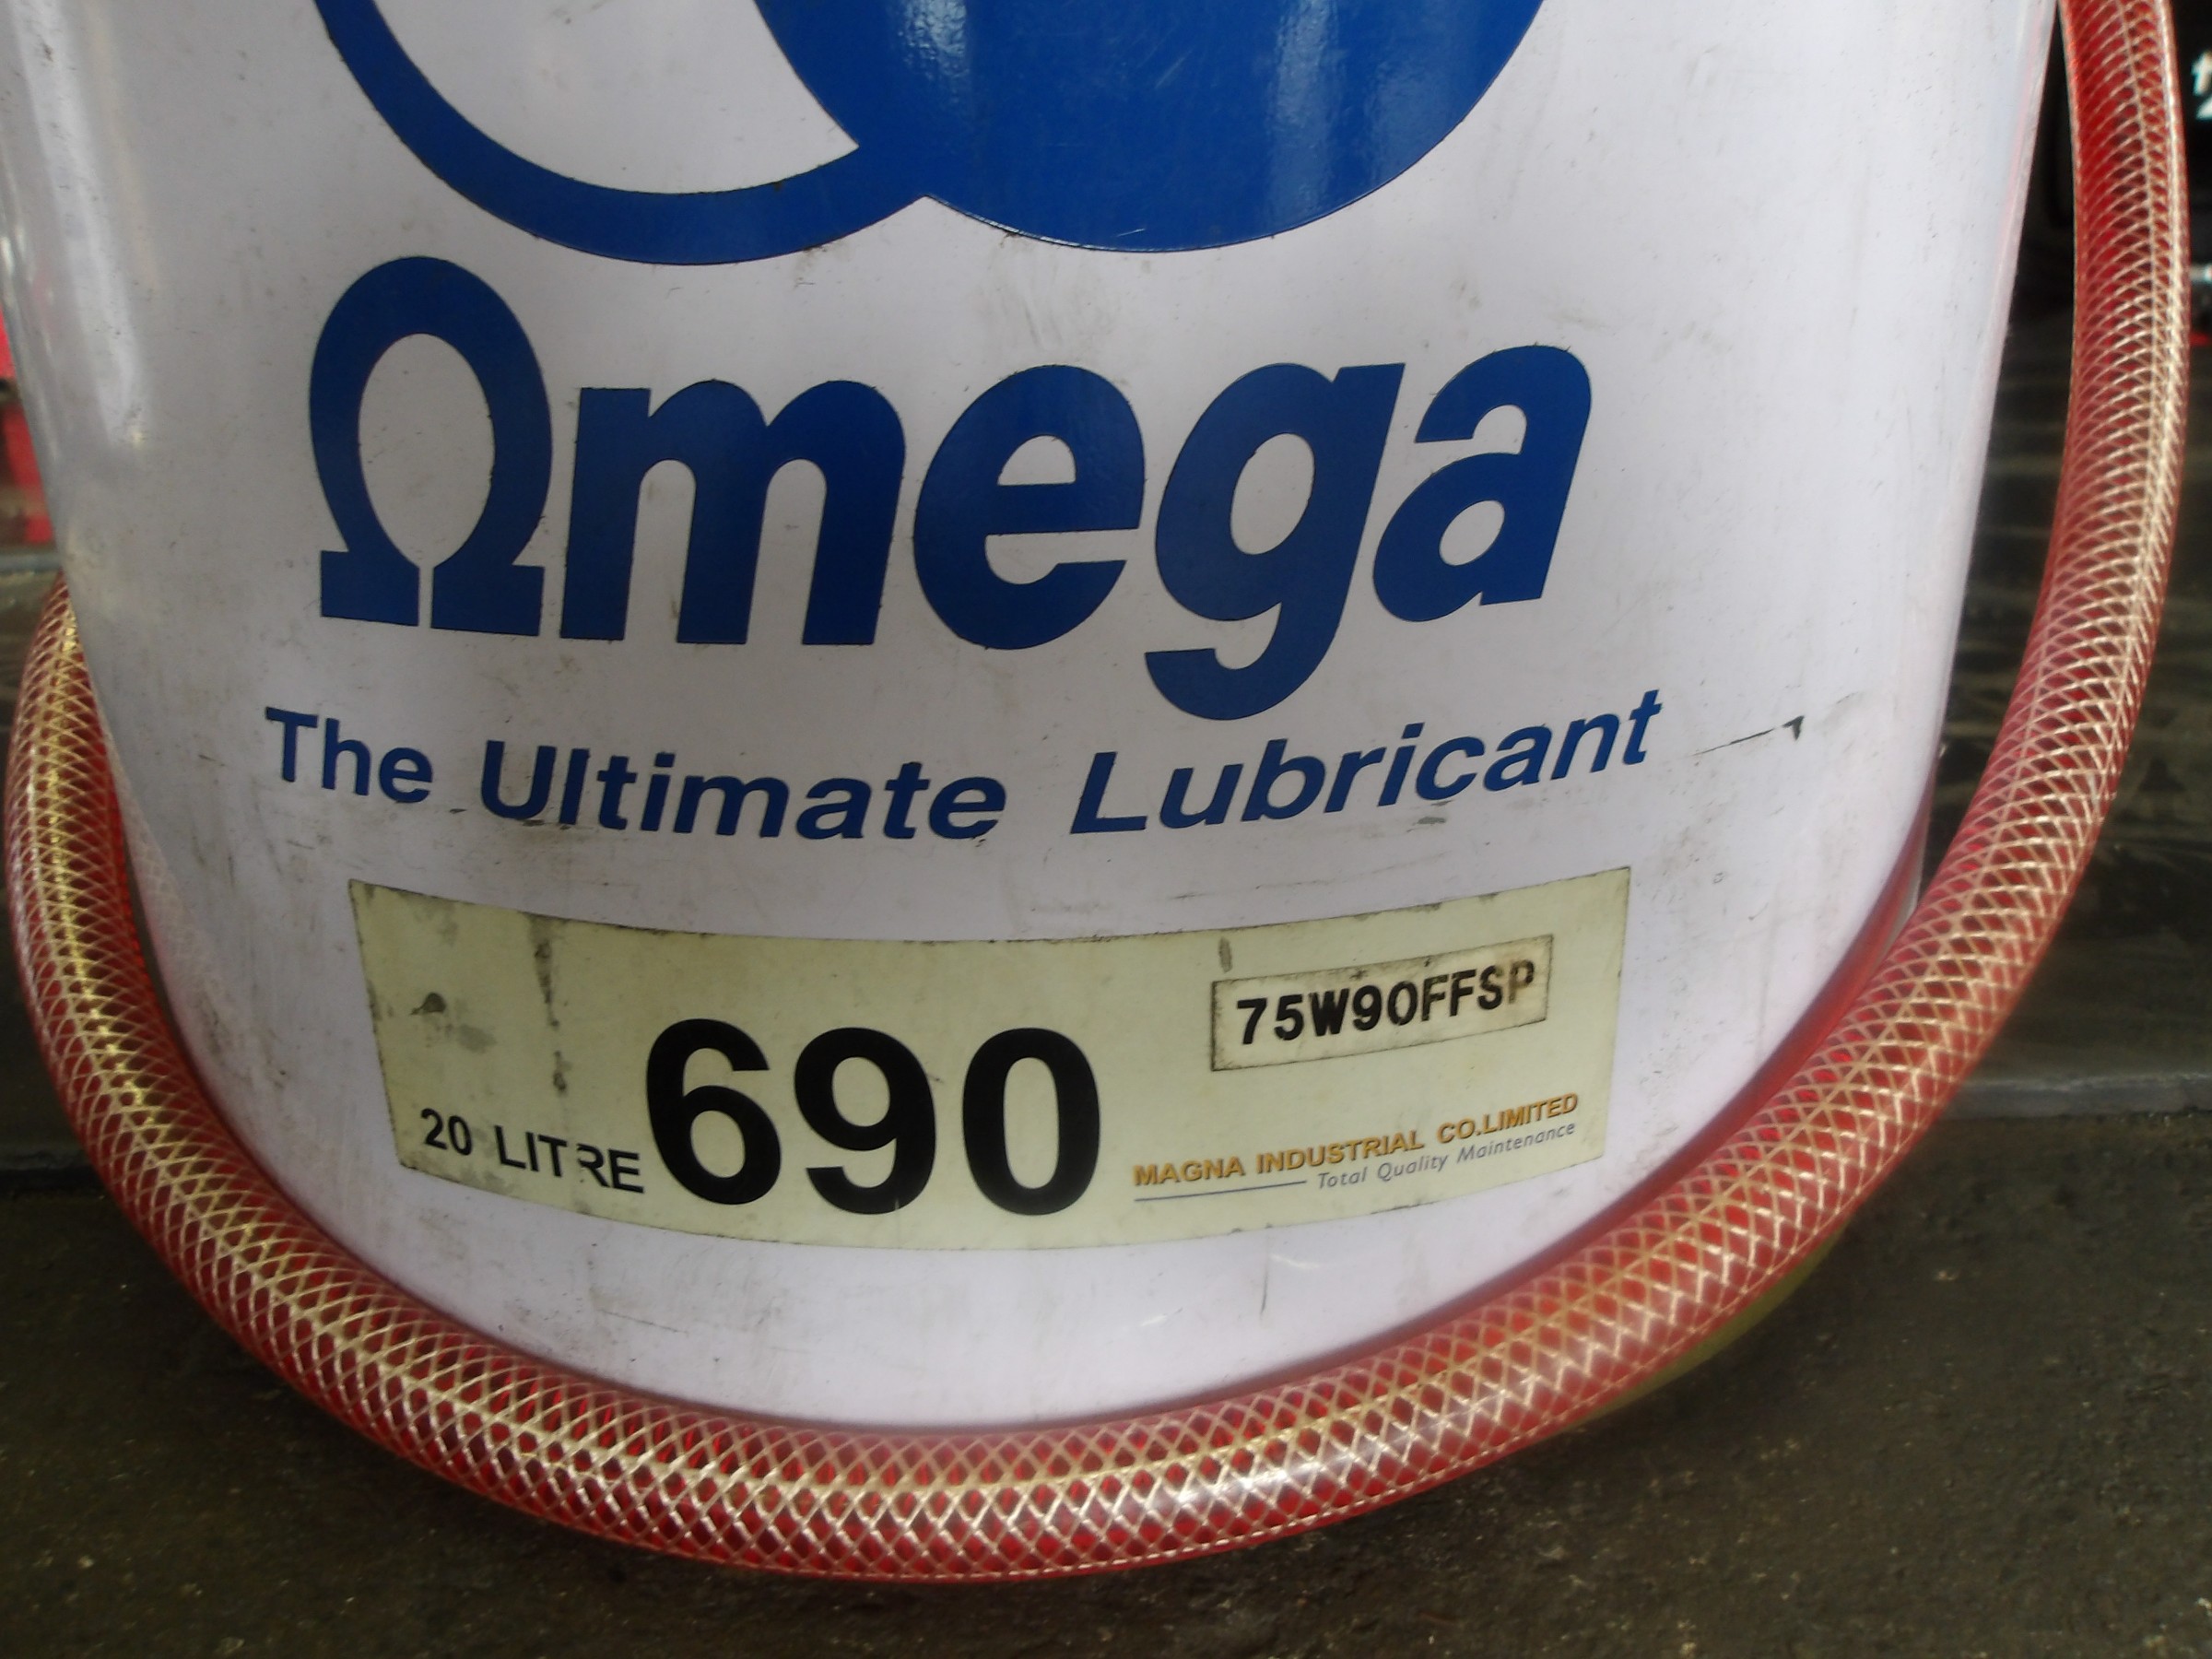 Ωmega
The Ultimate Lubricant
75W90FFSP
20 LITRE 690
MAGNA INDUSTRIAL CO.LIMITED
Total Quality Maintenance